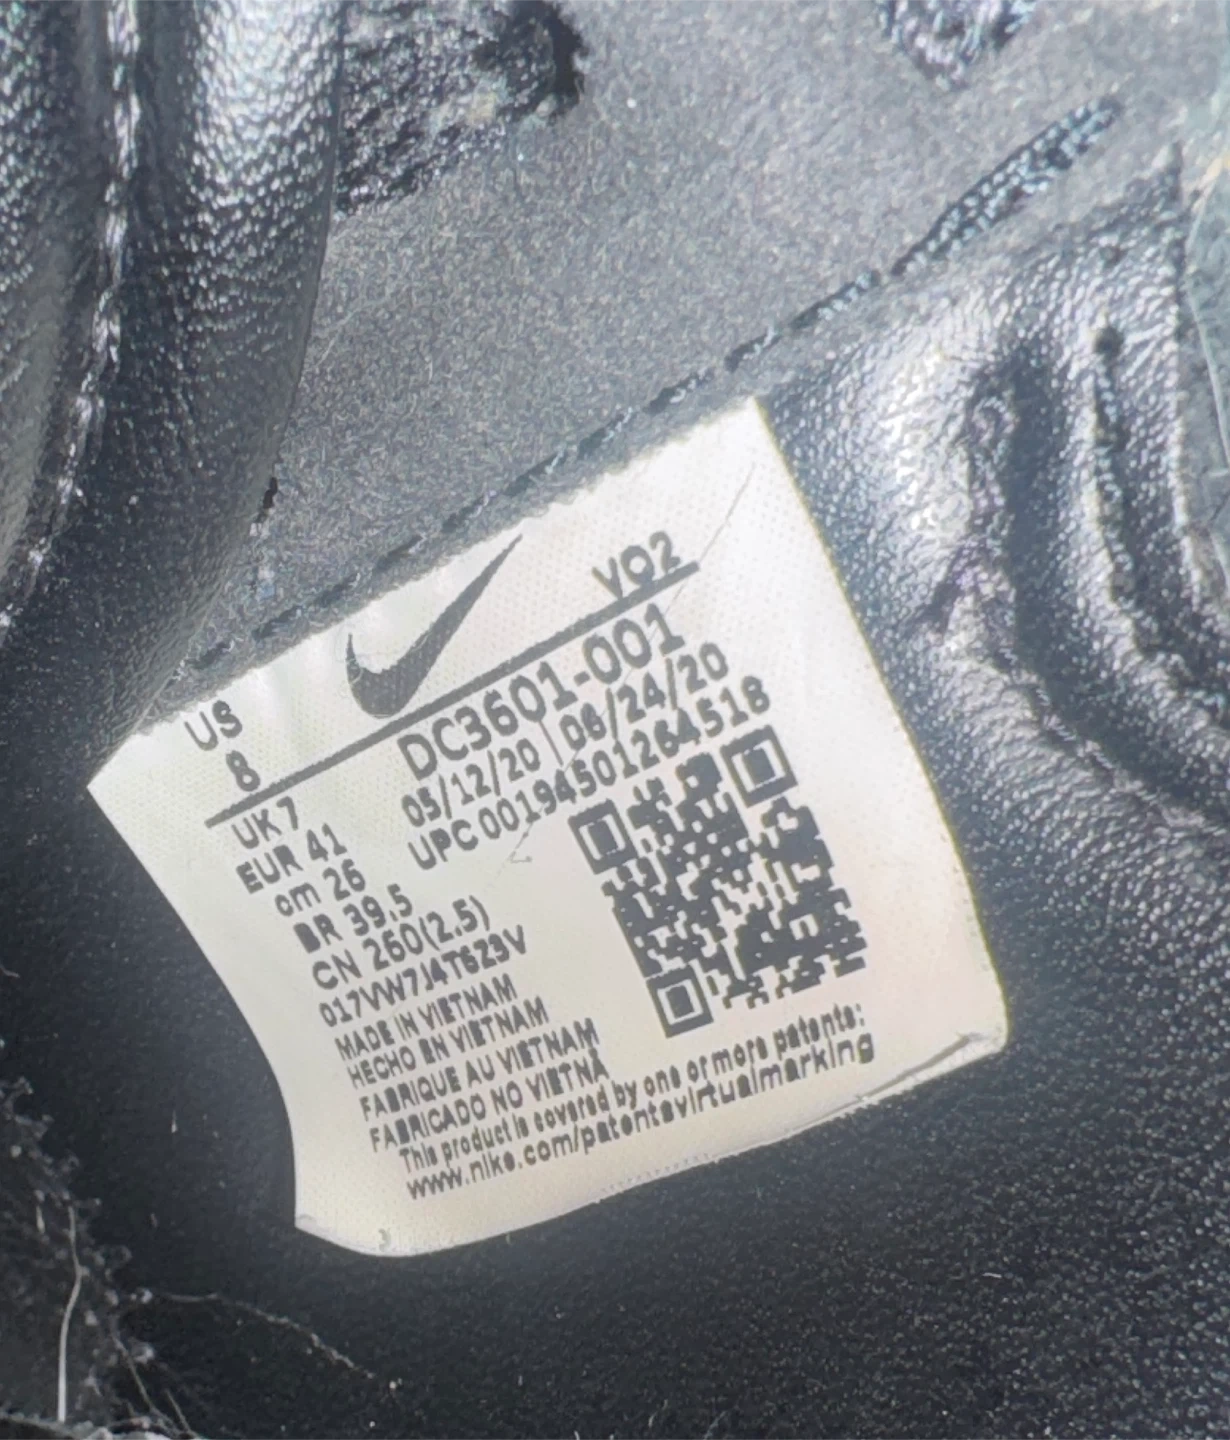 VO2
US
8
DC3601-001
05/12/20 | 06/24/20
UPC 00194501264518
UK 7
EUR 41
cm 26
BR 39.5
CN 260(2.5)
017VW7J4T6Z3V
MADE IN VIETNAM
HECHO EN VIETNAM
FABRIQUE AU VIETNAM
FABRICADO NO VIETNÃ
This product is covered by one or more patents:
www.nike.com/patentsvirtualmarking